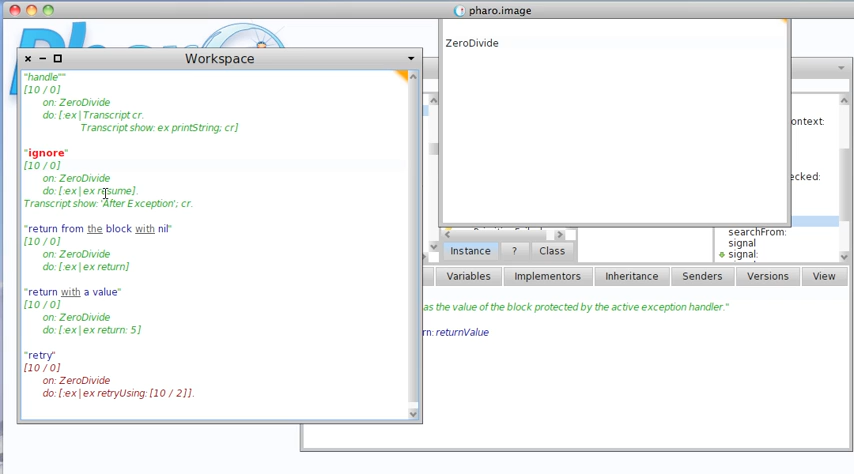 pharo.image
Workspace
"handle""
[10 / 0]
on: ZeroDivide
do: [:ex | Transcript cr.
Transcript show: ex printString; cr]
"ignore"
[10 / 0]
on: ZeroDivide
do: [:ex | ex resume].
Transcript show: 'After Exception'; cr.
"return from the block with nil"
[10 / 0]
on: ZeroDivide
do: [:ex | ex return]
"return with a value"
[10 / 0]
on: ZeroDivide
do: [:ex | ex return: 5]
"retry"
[10 / 0]
on: ZeroDivide
do: [:ex | ex retryUsing: [10 / 2]].
ZeroDivide
ontext:
ecked:
searchFrom:
signal
signal:
Instance ? Class
Variables Implementors Inheritance Senders Versions View
as the value of the block protected by the active exception handler."
rn: returnValue